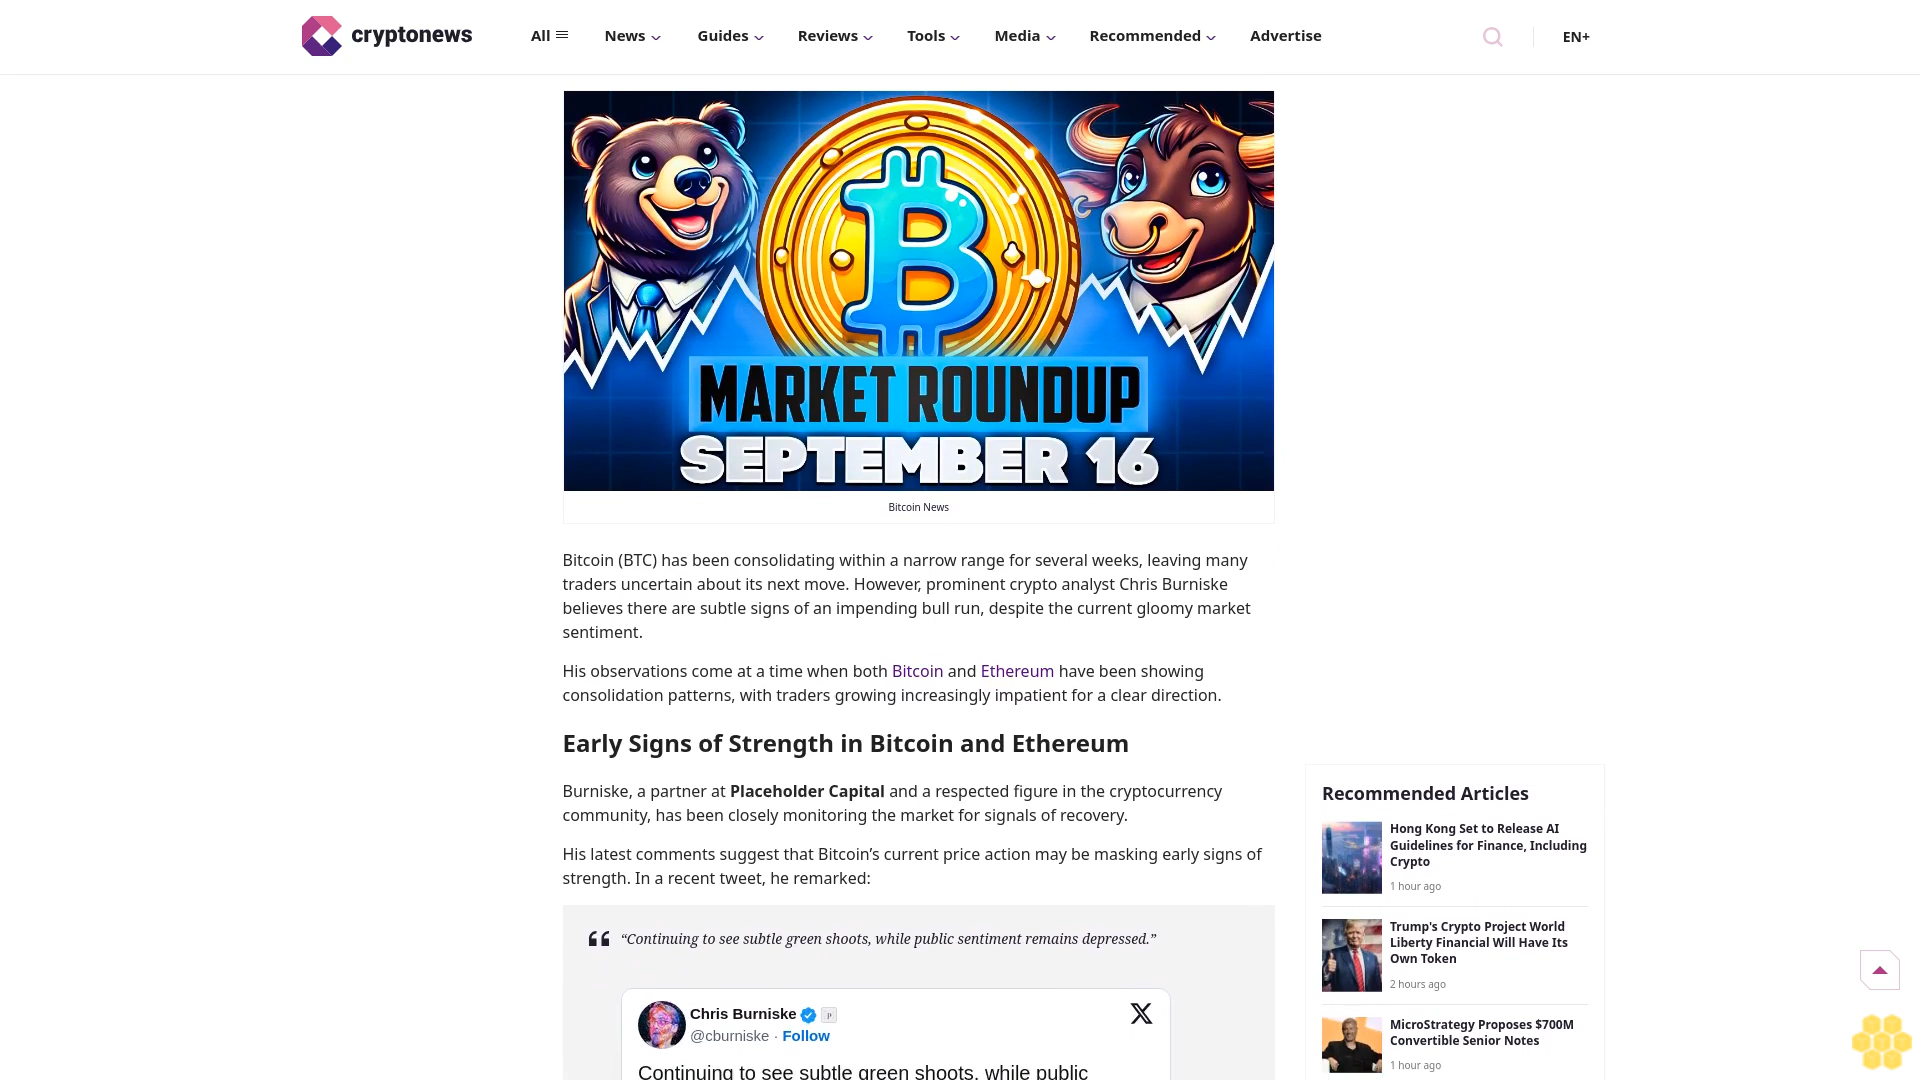 cryptonews
All
News
Guides
Reviews
Tools
Media
Recommended
Advertise
EN+
MARKET ROUNDUP
SEPTEMBER 16
Bitcoin News
Bitcoin (BTC) has been consolidating within a narrow range for several weeks, leaving many
traders uncertain about its next move. However, prominent crypto analyst Chris Burniske
believes there are subtle signs of an impending bull run, despite the current gloomy market
sentiment.
His observations come at a time when both Bitcoin and Ethereum have been showing
consolidation patterns, with traders growing increasingly impatient for a clear direction.
Early Signs of Strength in Bitcoin and Ethereum
Burniske, a partner at Placeholder Capital and a respected figure in the cryptocurrency
community, has been closely monitoring the market for signals of recovery.
His latest comments suggest that Bitcoin’s current price action may be masking early signs of
strength. In a recent tweet, he remarked:
“Continuing to see subtle green shoots, while public sentiment remains depressed.”
Chris Burniske
@cburniske · Follow
Continuing to see subtle green shoots, while public
Recommended Articles
Hong Kong Set to Release AI
Guidelines for Finance, Including
Crypto
1 hour ago
Trump's Crypto Project World
Liberty Financial Will Have Its
Own Token
2 hours ago
MicroStrategy Proposes $700M
Convertible Senior Notes
1 hour ago